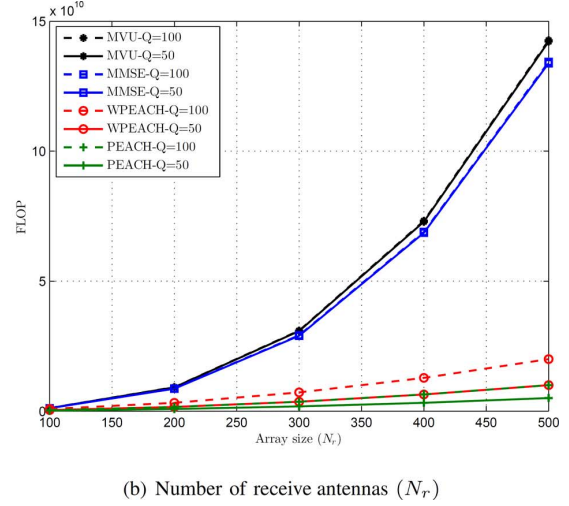 × 10^10
15
MVU-Q=100
MVU-Q=50
MMSE-Q=100
MMSE-Q=50
WPEACH-Q=100
WPEACH-Q=50
PEACH-Q=100
PEACH-Q=50
10
FLOP
5
0
100 150 200 250 300 350 400 450 500
Array size (N_r)
(b) Number of receive antennas (N_r)